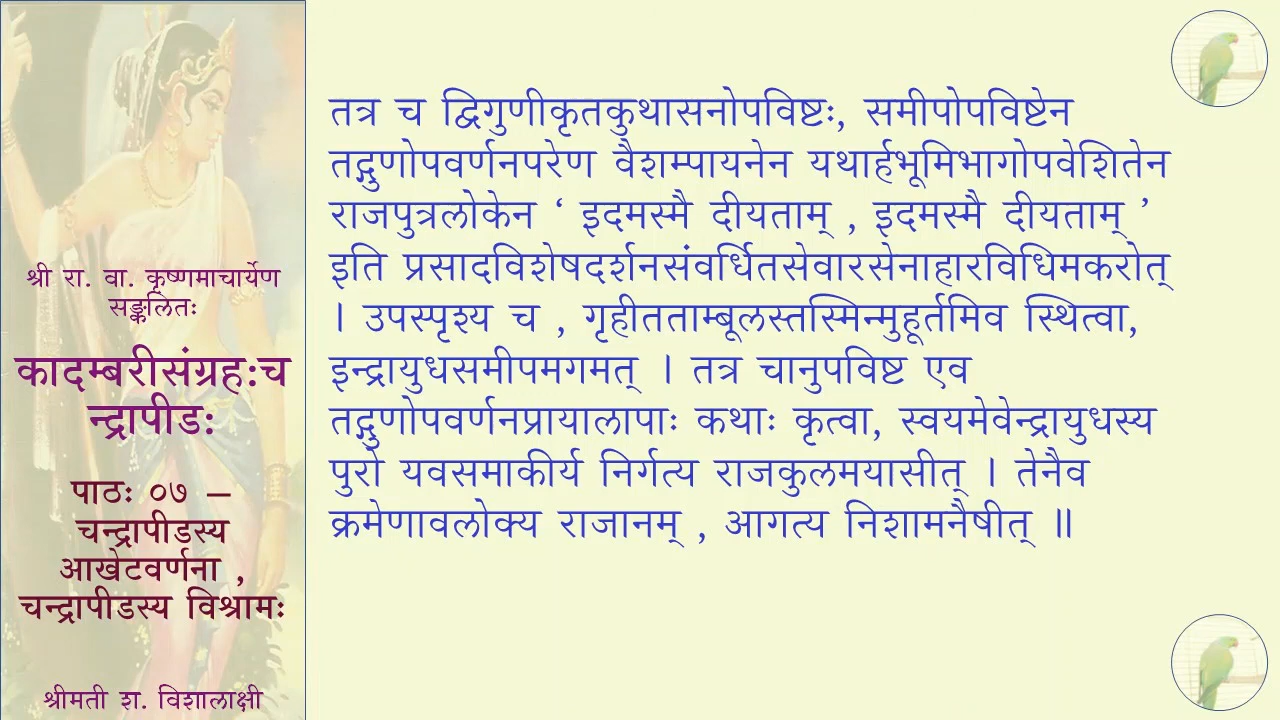 श्री रा. वा. कृष्णमाचार्येण
सङ्कलितः
कादम्बरीसंग्रहःच
न्द्रापीडः
पाठः ०७ –
चन्द्रापीडस्य
आखेटवर्णना ,
चन्द्रापीडस्य विश्रामः
श्रीमती श. विशालाक्षी
तत्र च द्विगुणीकृतकुथासनोपविष्टः, समीपोपविष्टेन
तद्गुणोपवर्णनपरेण वैशम्पायनेन यथार्हभूमिभागोपवेशितेन
राजपुत्रलोकेन ‘ इदमस्मै दीयताम् , इदमस्मै दीयताम् ’
इति प्रसादविशेषदर्शनसंवर्धितसेवारसेनाहारविधिमकरोत्
। उपस्पृश्य च , गृहीतताम्बूलस्तस्मिन्मुहूर्तमिव स्थित्वा,
इन्द्रायुधसमीपमगमत् । तत्र चानुपविष्ट एव
तद्गुणोपवर्णनप्रायालापाः कथाः कृत्वा, स्वयमेवेन्द्रायुधस्य
पुरो यवसमाकीर्य निर्गत्य राजकुलमयासीत् । तेनैव
क्रमेणावलोक्य राजानम् , आगत्य निशामनैषीत् ॥